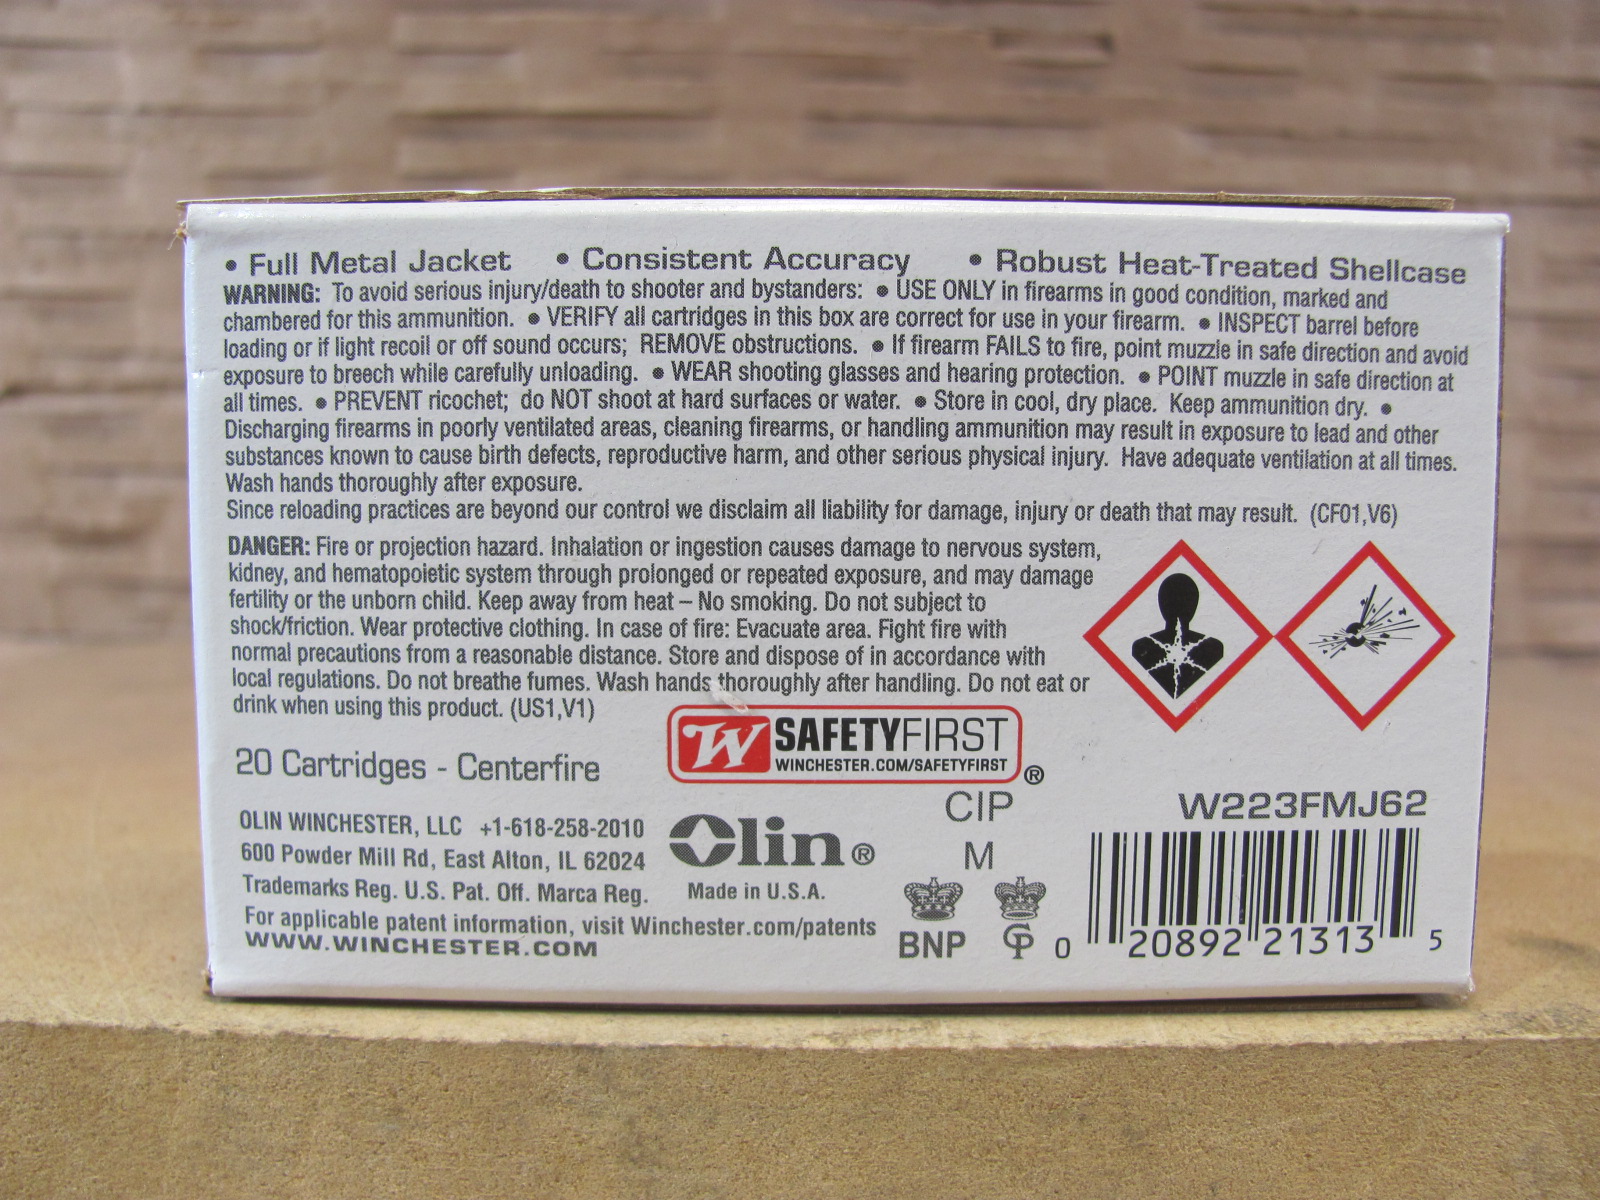 • Full Metal Jacket • Consistent Accuracy • Robust Heat-Treated Shellcase
WARNING: To avoid serious injury/death to shooter and bystanders: • USE ONLY in firearms in good condition, marked and
chambered for this ammunition. • VERIFY all cartridges in this box are correct for use in your firearm. • INSPECT barrel before
loading or if light recoil or off sound occurs; REMOVE obstructions. • If firearm FAILS to fire, point muzzle in safe direction and avoid
exposure to breech while carefully unloading. • WEAR shooting glasses and hearing protection. • POINT muzzle in safe direction at
all times. • PREVENT ricochet; do NOT shoot at hard surfaces or water. • Store in cool, dry place. Keep ammunition dry. •
Discharging firearms in poorly ventilated areas, cleaning firearms, or handling ammunition may result in exposure to lead and other
substances known to cause birth defects, reproductive harm, and other serious physical injury. Have adequate ventilation at all times.
Wash hands thoroughly after exposure.
Since reloading practices are beyond our control we disclaim all liability for damage, injury or death that may result. (CF01,V6)
DANGER: Fire or projection hazard. Inhalation or ingestion causes damage to nervous system,
kidney, and hematopoietic system through prolonged or repeated exposure, and may damage
fertility or the unborn child. Keep away from heat – No smoking. Do not subject to
shock/friction. Wear protective clothing. In case of fire: Evacuate area. Fight fire with
normal precautions from a reasonable distance. Store and dispose of in accordance with
local regulations. Do not breathe fumes. Wash hands thoroughly after handling. Do not eat or
drink when using this product. (US1,V1)
W SAFETYFIRST
WINCHESTER.COM/SAFETYFIRST ®
20 Cartridges - Centerfire
OLIN WINCHESTER, LLC +1-618-258-2010
600 Powder Mill Rd, East Alton, IL 62024
Trademarks Reg. U.S. Pat. Off. Marca Reg.
For applicable patent information, visit Winchester.com/patents
WWW.WINCHESTER.COM
Olin®
Made in U.S.A.
CIP
M
BNP GP
W223FMJ62
0 20892 21313 5